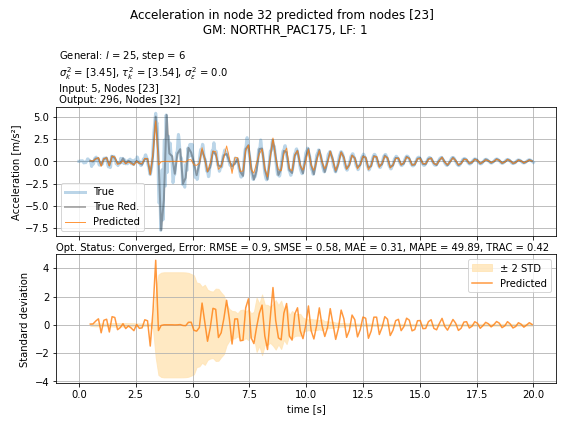 Acceleration in node 32 predicted from nodes [23]
GM: NORTHR_PAC175, LF: 1
General: l = 25, step = 6
σ²ₖ = [3.45], τ²ₖ = [3.54], σ²ₑ = 0.0
Input: 5, Nodes [23]
Output: 296, Nodes [32]
Acceleration [m/s²]
5.0
2.5
0.0
−2.5
−5.0
−7.5
True
True Red.
Predicted
Opt. Status: Converged, Error: RMSE = 0.9, SMSE = 0.58, MAE = 0.31, MAPE = 49.89, TRAC = 0.42
Standard deviation
4
2
0
−2
−4
± 2 STD
Predicted
0.0 2.5 5.0 7.5 10.0 12.5 15.0 17.5 20.0
time [s]